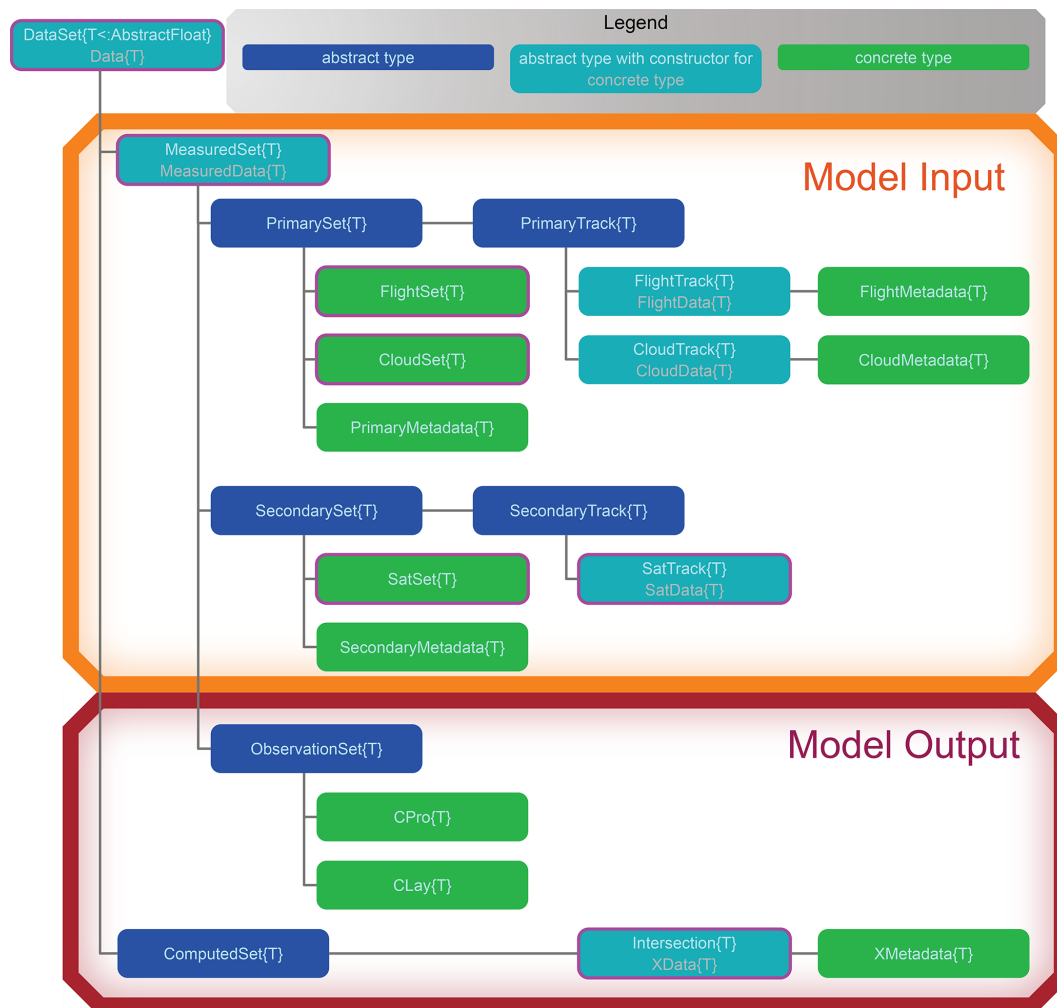 DataSet{T<:AbstractFloat}
Data{T}
Legend
abstract type
abstract type with constructor for
concrete type
concrete type
Model Input
MeasuredSet{T}
MeasuredData{T}
PrimarySet{T}
PrimaryTrack{T}
FlightSet{T}
FlightTrack{T}
FlightData{T}
FlightMetadata{T}
CloudSet{T}
CloudTrack{T}
CloudData{T}
CloudMetadata{T}
PrimaryMetadata{T}
SecondarySet{T}
SecondaryTrack{T}
SatSet{T}
SatTrack{T}
SatData{T}
SecondaryMetadata{T}
Model Output
ObservationSet{T}
CPro{T}
CLay{T}
ComputedSet{T}
Intersection{T}
XData{T}
XMetadata{T}